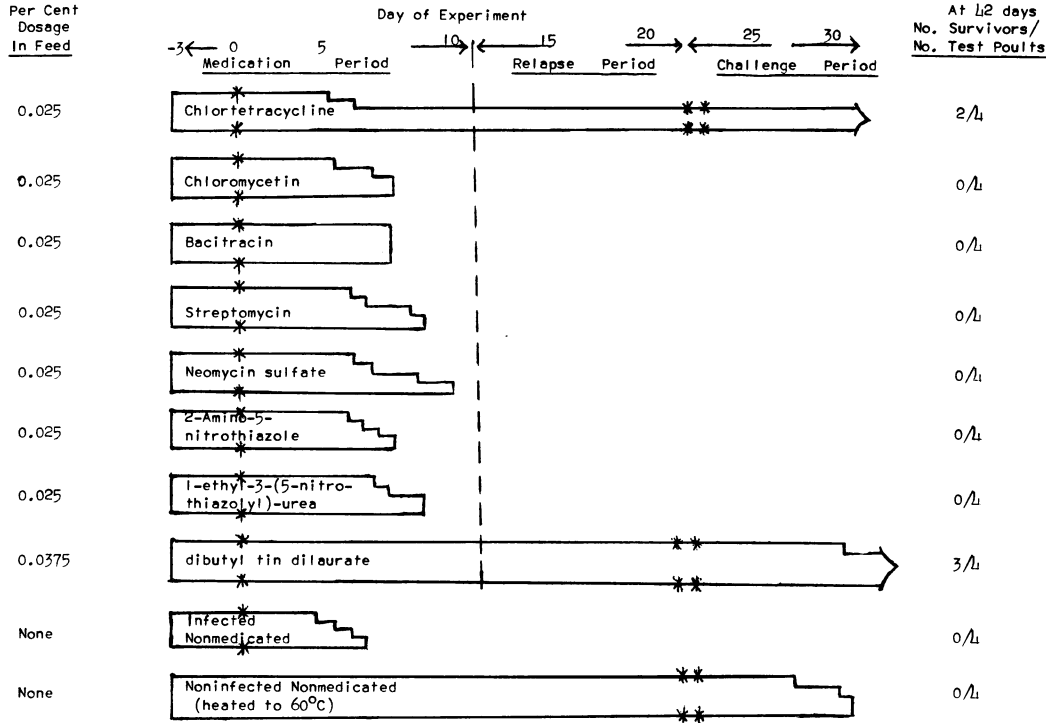 Per Cent Dosage In Feed
Day of Experiment
At 42 days No. Survivors/ No. Test Poults
-3 0 5 10 15 20 25 30
Medication Period Relapse Period Challenge Period
0.025 Chlortetracycline 2/4
0.025 Chloromycetin 0/4
0.025 Bacitracin 0/4
0.025 Streptomycin 0/4
0.025 Neomycin sulfate 0/4
0.025 2-Amino-5-nitrothiazole 0/4
0.025 1-ethyl-3-(5-nitro-thiazolyl)-urea 0/4
0.0375 dibutyl tin dilaurate 3/4
None Infected Nonmedicated 0/4
None Noninfected Nonmedicated (heated to 60°C) 0/4